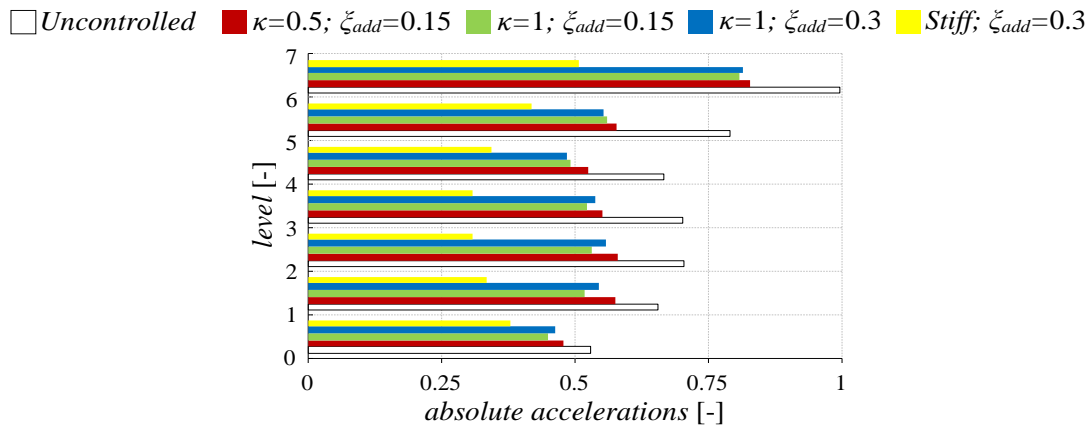 Uncontrolled κ=0.5; ξadd=0.15 κ=1; ξadd=0.15 κ=1; ξadd=0.3 Stiff; ξadd=0.3
7
6
5
4
3
2
1
0
level [-]
0 0.25 0.5 0.75 1
absolute accelerations [-]